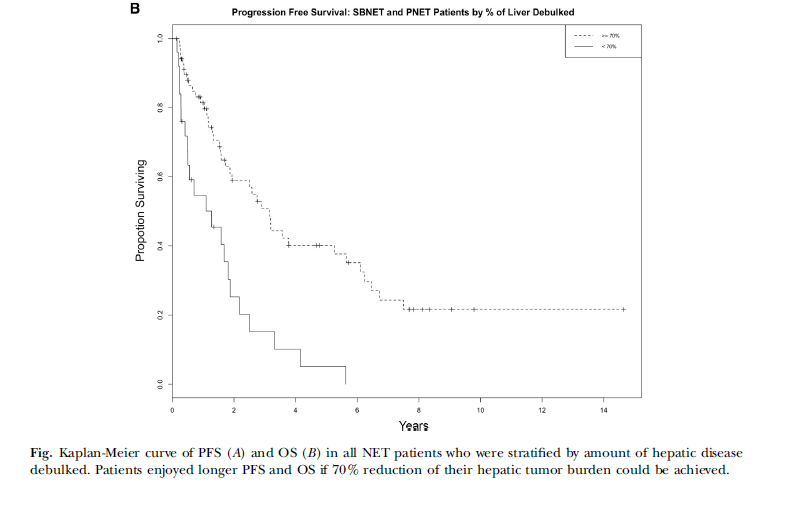 B
Progression Free Survival: SBNET and PNET Patients by % of Liver Debulked
>= 70%
< 70%
Propotion Surviving
1.0
0.8
0.6
0.4
0.2
0.0
0 2 4 6 8 10 12 14
Years
Fig. Kaplan-Meier curve of PFS (A) and OS (B) in all NET patients who were stratified by amount of hepatic disease
debulked. Patients enjoyed longer PFS and OS if 70% reduction of their hepatic tumor burden could be achieved.